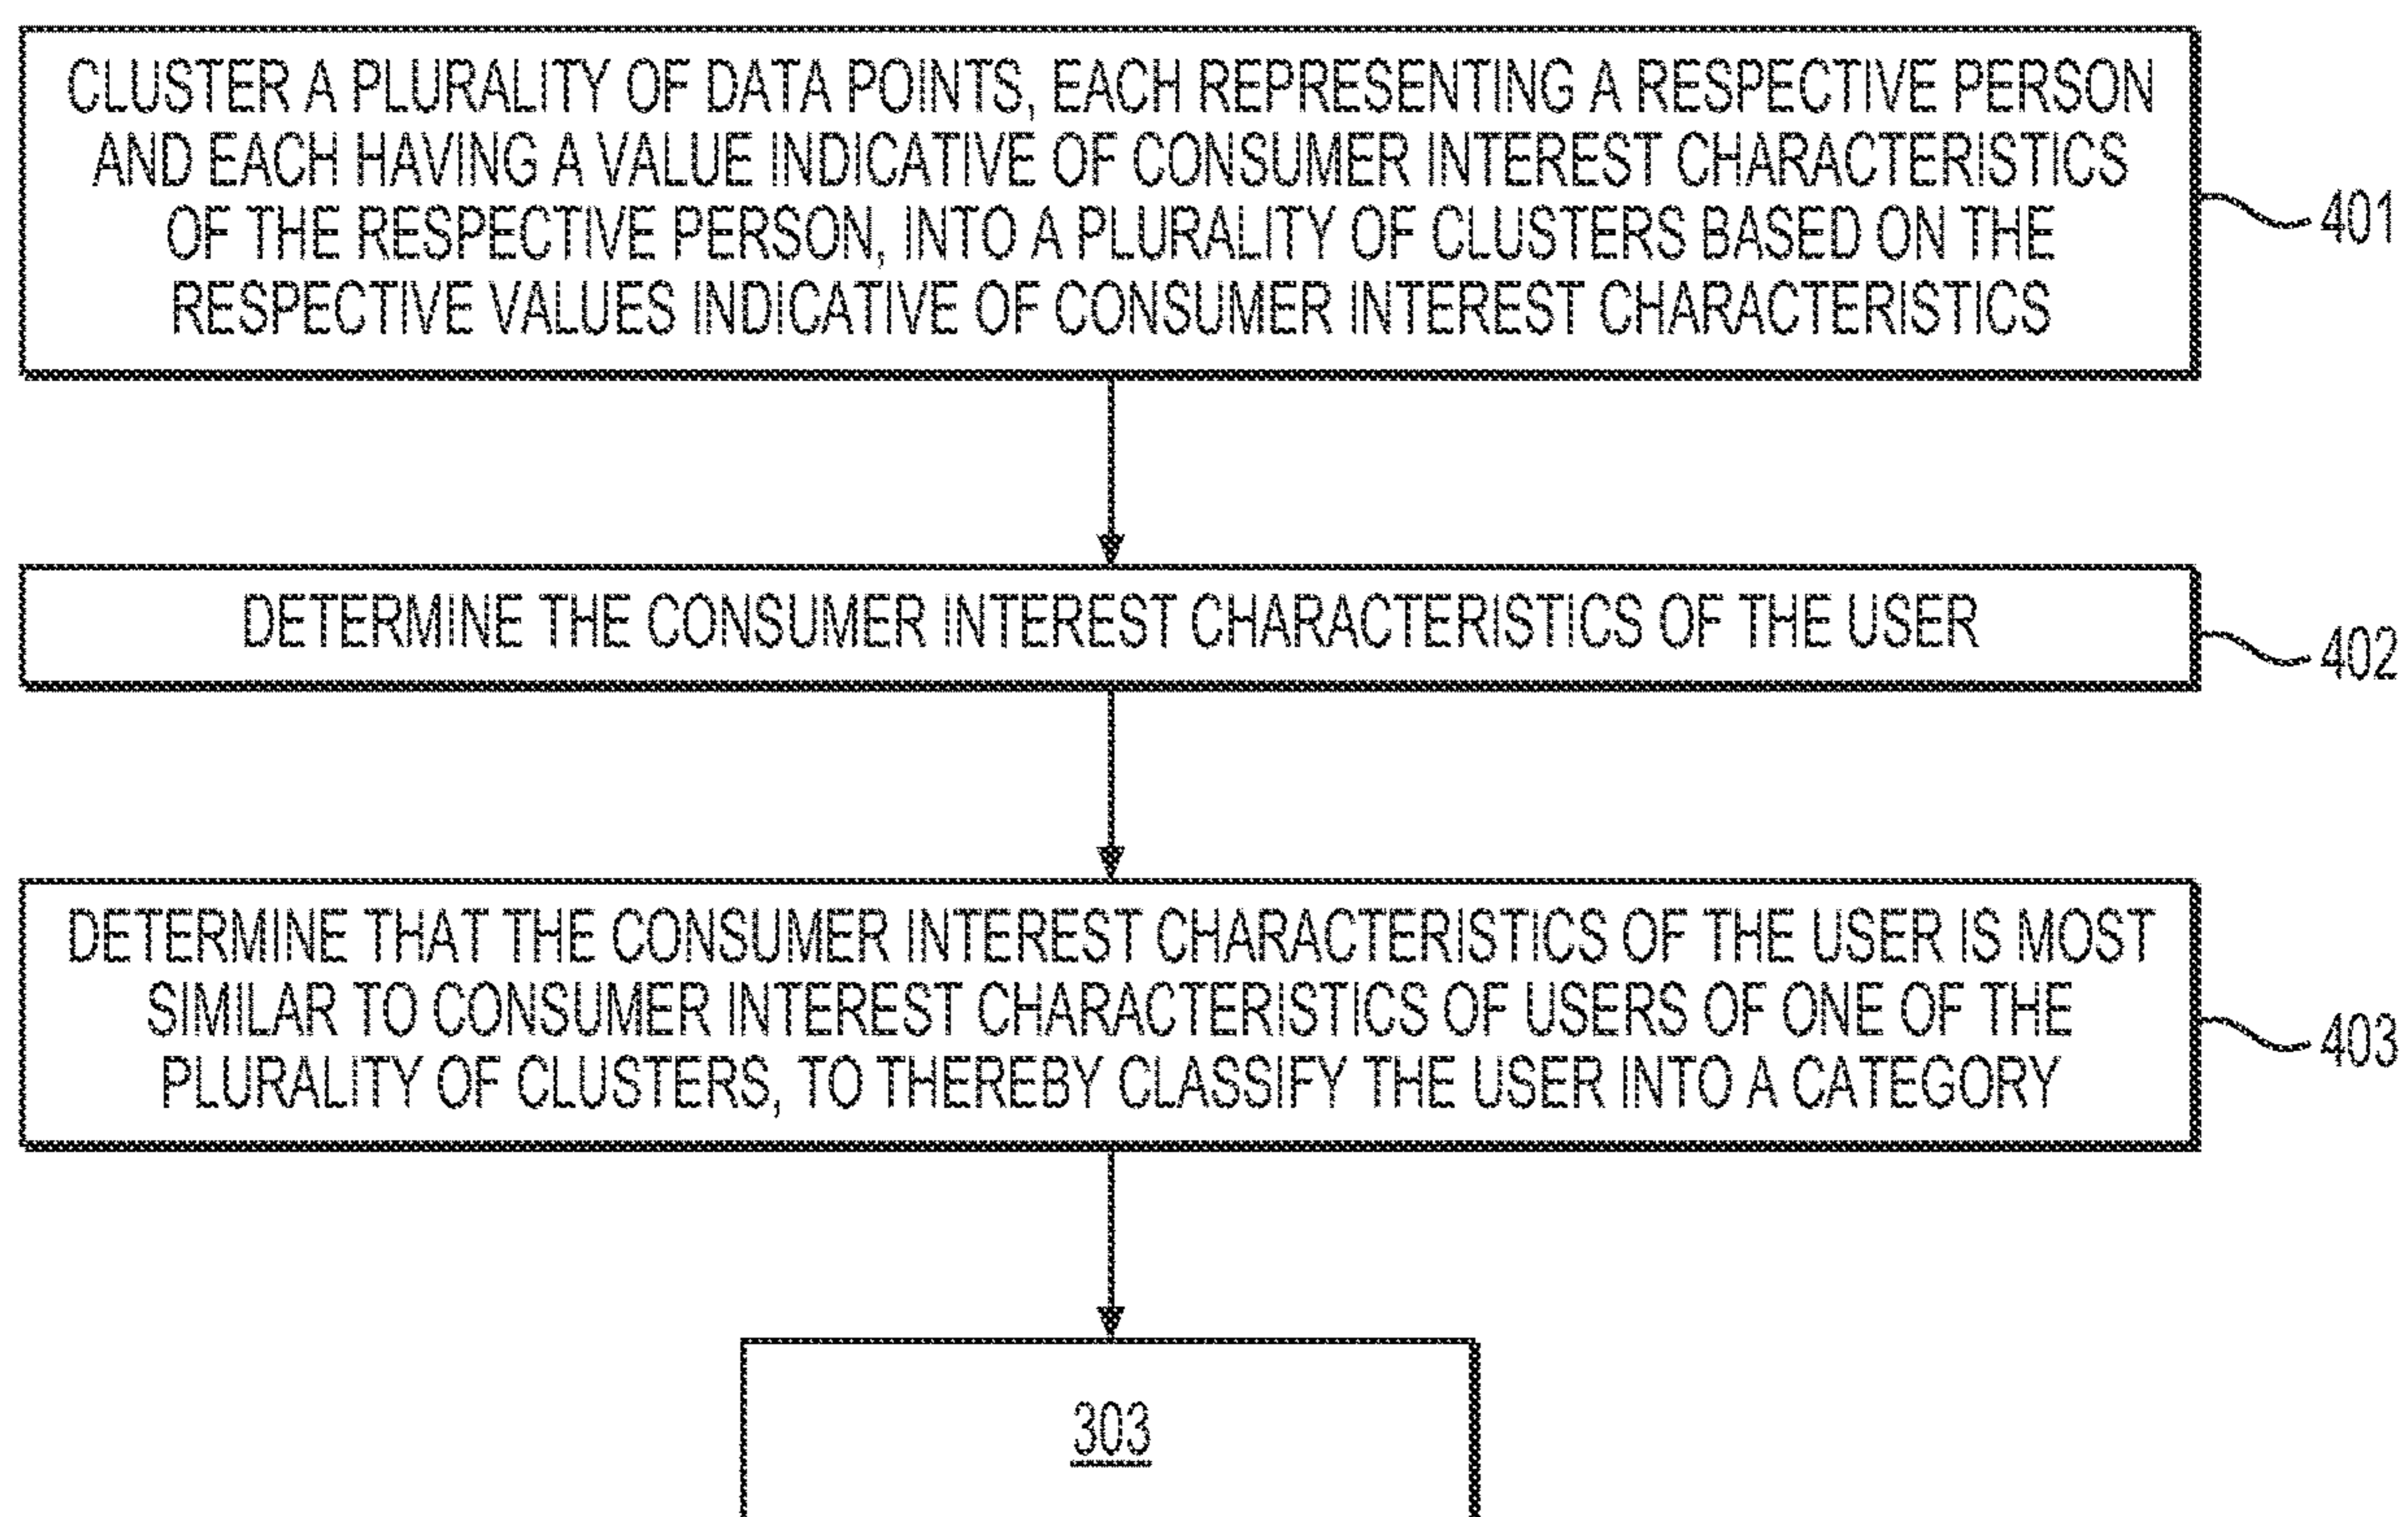 CLUSTER A PLURALITY OF DATA POINTS, EACH REPRESENTING A RESPECTIVE PERSON
AND EACH HAVING A VALUE INDICATIVE OF CONSUMER INTEREST CHARACTERISTICS
OF THE RESPECTIVE PERSON, INTO A PLURALITY OF CLUSTERS BASED ON THE
RESPECTIVE VALUES INDICATIVE OF CONSUMER INTEREST CHARACTERISTICS
401
DETERMINE THE CONSUMER INTEREST CHARACTERISTICS OF THE USER
402
DETERMINE THAT THE CONSUMER INTEREST CHARACTERISTICS OF THE USER IS MOST
SIMILAR TO CONSUMER INTEREST CHARACTERISTICS OF USERS OF ONE OF THE
PLURALITY OF CLUSTERS, TO THEREBY CLASSIFY THE USER INTO A CATEGORY
403
303